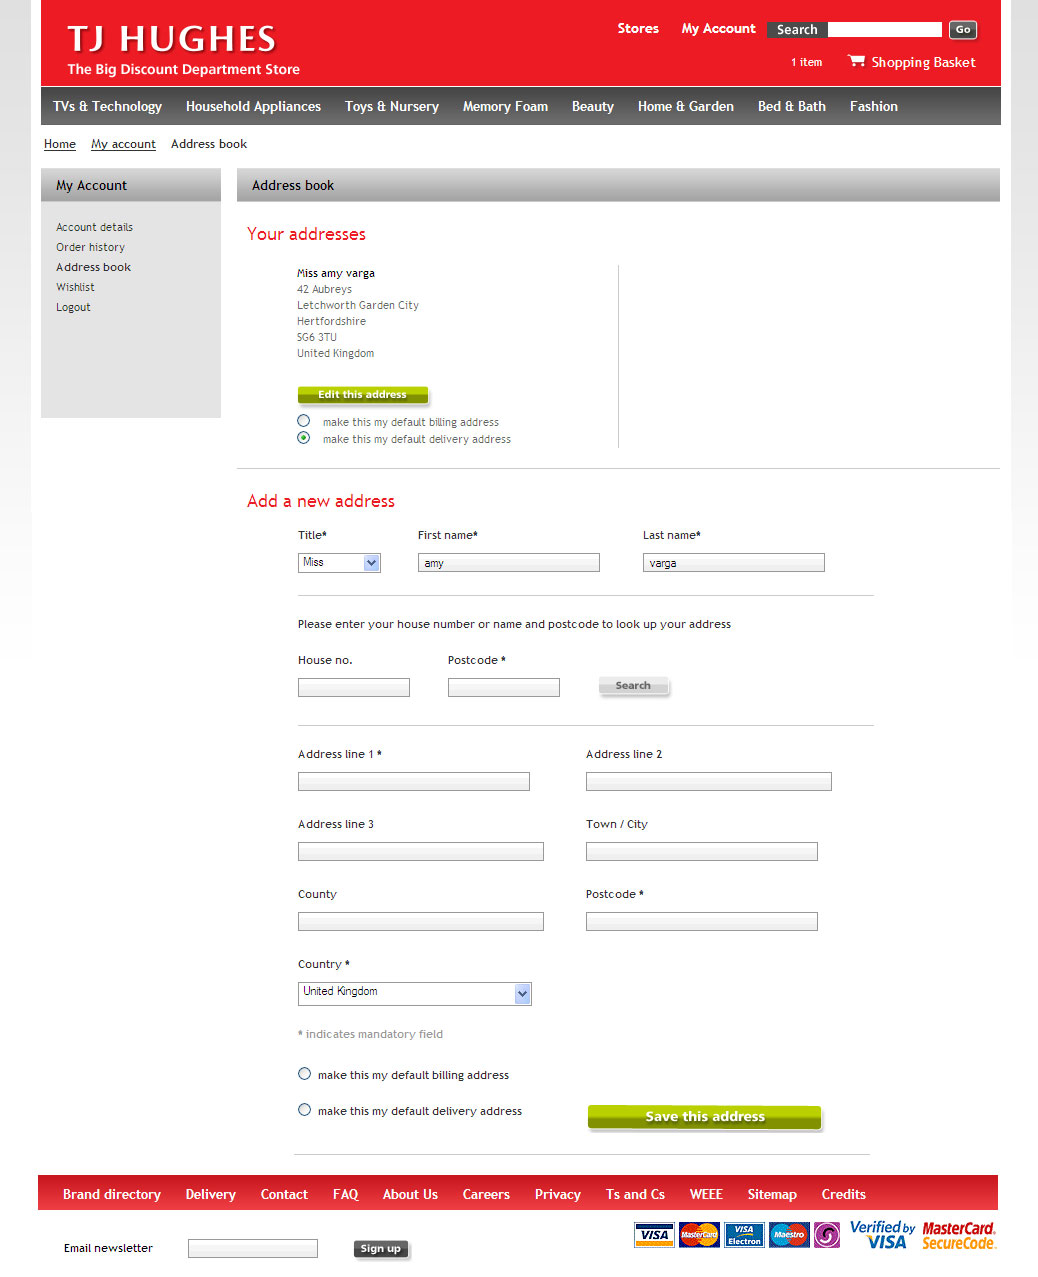 TJ HUGHES
The Big Discount Department Store
Stores My Account Search Go
1 item Shopping Basket
TVs & Technology Household Appliances Toys & Nursery Memory Foam Beauty Home & Garden Bed & Bath Fashion
Home My account Address book
My Account
Account details
Order history
Address book
Wishlist
Logout
Address book
Your addresses
Miss amy varga
42 Aubreys
Letchworth Garden City
Hertfordshire
SG6 3TU
United Kingdom
Edit this address
make this my default billing address
make this my default delivery address
Add a new address
Title* First name* Last name*
Miss amy varga
Please enter your house number or name and postcode to look up your address
House no. Postcode *
Search
Address line 1 * Address line 2
Address line 3 Town / City
County Postcode *
Country *
United Kingdom
* indicates mandatory field
make this my default billing address
make this my default delivery address
Save this address
Brand directory Delivery Contact FAQ About Us Careers Privacy Ts and Cs WEEE Sitemap Credits
VISA MasterCard VISA Electron Maestro S Verified by VISA MasterCard. SecureCode.
Email newsletter Sign up